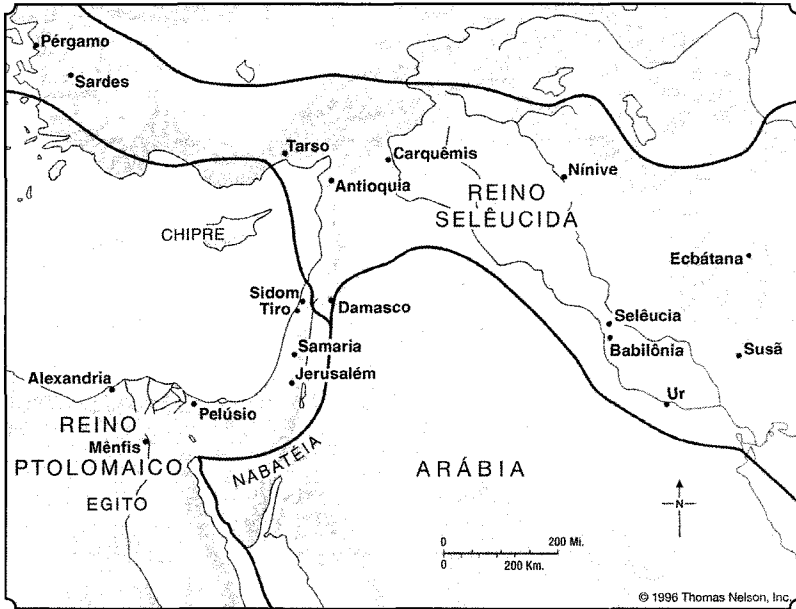 Pérgamo
Sardes
Tarso
Carquêmis
Nínive
Antioquia
REINO
SELÊUCIDA
CHIPRE
Ecbátana
Sidom
Tiro
Damasco
Selêucia
Babilônia
Susã
Samaria
Jerusalém
Alexandria
Pelúsio
Ur
REINO
Mênfis
PTOLOMAICO
NABATÉIA
ARÁBIA
EGITO
N
0 200 Mi.
0 200 Km.
© 1996 Thomas Nelson, Inc.